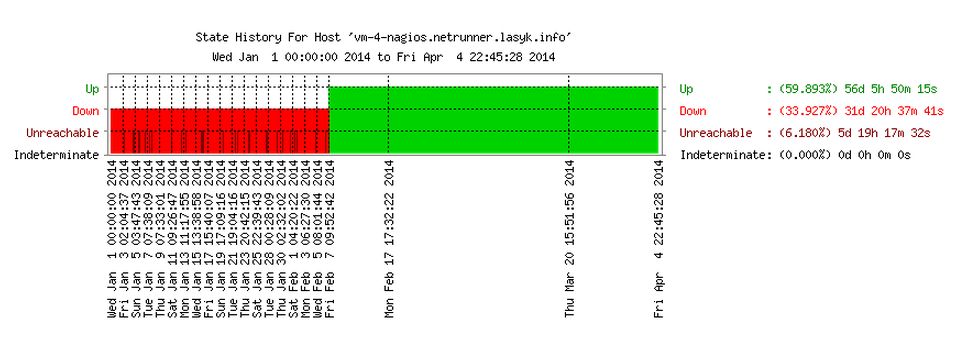 State History For Host 'vm-4-nagios.netrunner.lasyk.info'
Wed Jan  1 00:00:00 2014 to Fri Apr  4 22:45:28 2014
Up
Down
Unreachable
Indeterminate
Up           : (59.893%) 56d 5h 50m 15s
Down         : (33.927%) 31d 20h 37m 41s
Unreachable  : (6.180%) 5d 19h 17m 32s
Indeterminate: (0.000%) 0d 0h 0m 0s
Wed Jan  1 00:00:00 2014
Fri Jan  3 02:04:37 2014
Sun Jan  5 03:47:43 2014
Tue Jan  7 07:38:09 2014
Thu Jan  9 07:33:01 2014
Sat Jan 11 09:26:47 2014
Mon Jan 13 11:17:55 2014
Wed Jan 15 13:38:58 2014
Fri Jan 17 15:40:07 2014
Sun Jan 19 17:09:16 2014
Tue Jan 21 19:04:16 2014
Thu Jan 23 20:42:15 2014
Sat Jan 25 22:39:43 2014
Tue Jan 28 00:28:09 2014
Thu Jan 30 02:32:02 2014
Sat Feb  1 04:20:22 2014
Mon Feb  3 06:27:30 2014
Wed Feb  5 08:01:44 2014
Fri Feb  7 09:52:42 2014
Mon Feb 17 17:32:22 2014
Thu Mar 20 15:51:56 2014
Fri Apr  4 22:45:28 2014